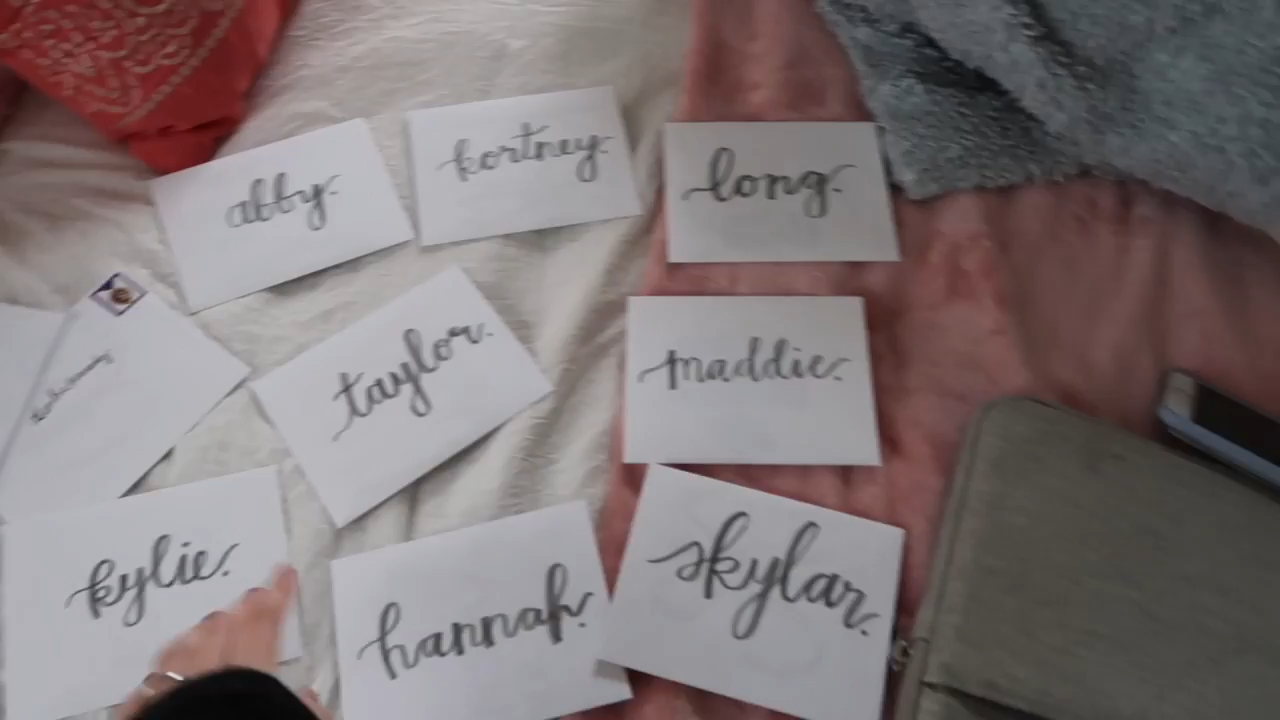 abby.
kortney.
long.
taylor.
maddie.
kylie.
hannah.
skylar.